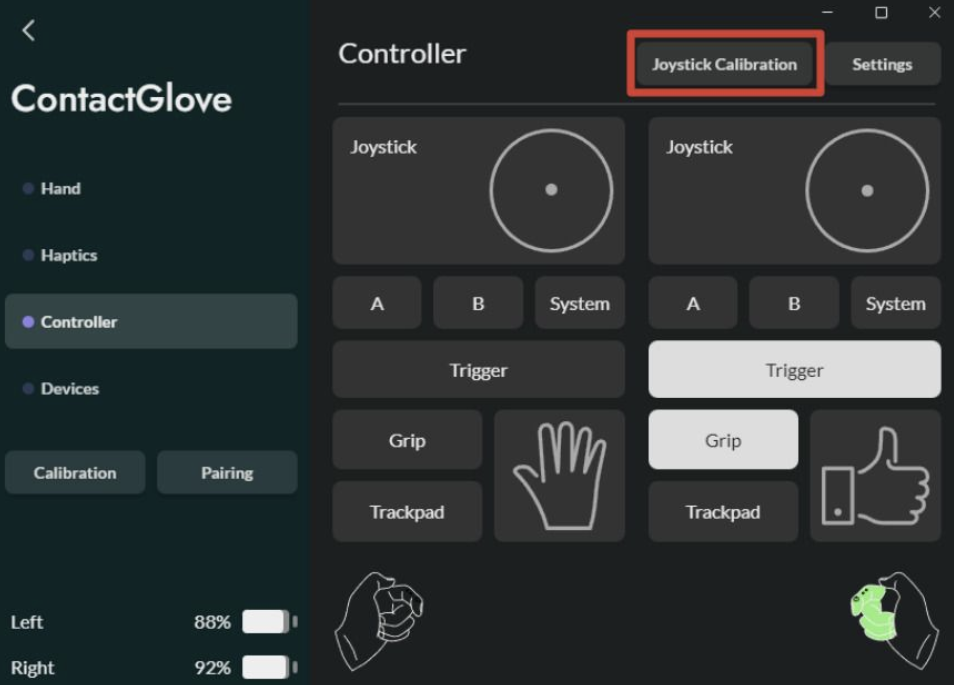 ContactGlove
Hand
Haptics
Controller
Devices
Calibration Pairing
Left 88%
Right 92%
Controller
Joystick Calibration Settings
Joystick Joystick
A B System A B System
Trigger Trigger
Grip Grip
Trackpad Trackpad